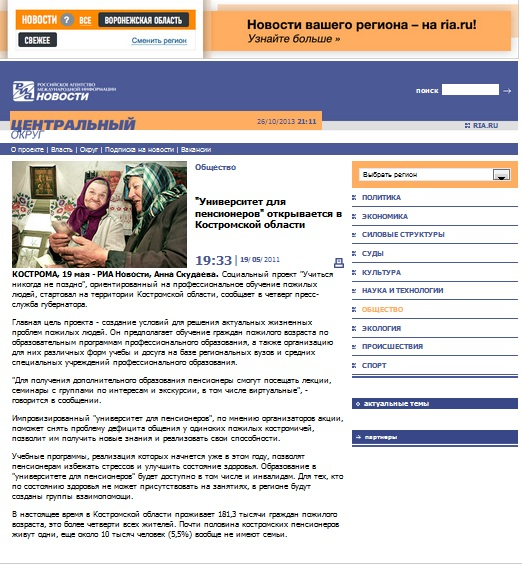 НОВОСТИ ? ВСЕ ВОРОНЕЖСКАЯ ОБЛАСТЬ
СВЕЖЕЕ Сменить регион
Новости вашего региона – на ria.ru!
Узнайте больше »
РОССИЙСКОЕ АГЕНТСТВО
МЕЖДУНАРОДНОЙ ИНФОРМАЦИИ
РИА НОВОСТИ
поиск
ЦЕНТРАЛЬНЫЙ
ОКРУГ
26/10/2013 21:11
RIA.RU
О проекте | Власть | Округ | Подписка на новости | Вакансии
Общество
"Университет для
пенсионеров" открывается в
Костромской области
19:33 | 19/05/2011
КОСТРОМА, 19 мая - РИА Новости, Анна Скудаева. Социальный проект "Учиться
никогда не поздно", ориентированный на профессиональное обучение пожилых
людей, стартовал на территории Костромской области, сообщает в четверг пресс-
служба губернатора.
Главная цель проекта - создание условий для решения актуальных жизненных
проблем пожилых людей. Он предполагает обучение граждан пожилого возраста по
образовательным программам профессионального образования, а также организацию
для них различных форм учебы и досуга на базе региональных вузов и средних
специальных учреждений профессионального образования.
"Для получения дополнительного образования пенсионеры смогут посещать лекции,
семинары с группами по интересам и экскурсии, в том числе виртуальные", -
говорится в сообщении.
Импровизированный "университет для пенсионеров", по мнению организаторов акции,
поможет снять проблему дефицита общения у одиноких пожилых костромичей,
позволит им получить новые знания и реализовать свои способности.
Учебные программы, реализация которых начнется уже в этом году, позволят
пенсионерам избежать стрессов и улучшить состояние здоровья. Образование в
"университете для пенсионеров" будет доступно в том числе и инвалидам. Для тех, кто
по состоянию здоровья не может присутствовать на занятиях, в регионе будут
созданы группы взаимопомощи.
В настоящее время в Костромской области проживает 181,3 тысячи граждан пожилого
возраста, это более четверти всех жителей. Почти половина костромских пенсионеров
живут одни, еще около 10 тысяч человек (5,5%) вообще не имеют семьи.
Выбрать регион
ПОЛИТИКА
ЭКОНОМИКА
СИЛОВЫЕ СТРУКТУРЫ
СУДЫ
КУЛЬТУРА
НАУКА И ТЕХНОЛОГИИ
ОБЩЕСТВО
ЭКОЛОГИЯ
ПРОИСШЕСТВИЯ
СПОРТ
актуальные темы
партнеры